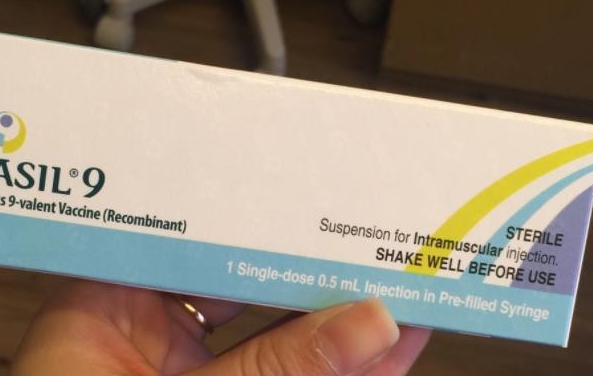 ASIL®9
s 9-valent Vaccine (Recombinant)
STERILE
Suspension for Intramuscular injection.
SHAKE WELL BEFORE USE
1 Single-dose 0.5 mL Injection in Pre-filled Syringe